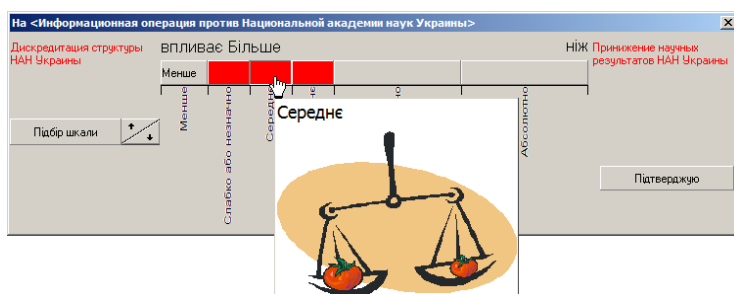 На <Информационная операция против Национальной академии наук Украины>
Дискредитация структуры
НАН Украины
впливає Більше
ніж
Принижение научных
результатов НАН Украины
Менше
Менше
Слабко або незначно
Середнє
Абсолютно
Підбір шкали
Підтверджую
Середнє